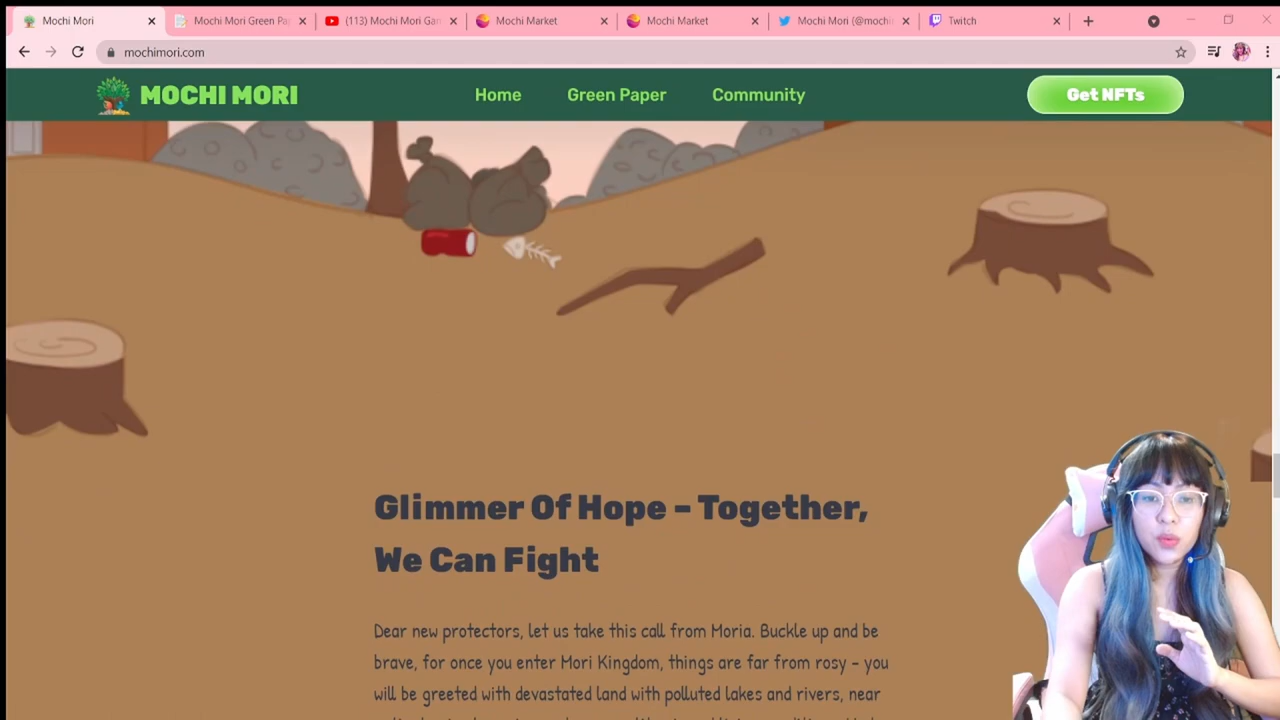 Mochi Mori
Mochi Mori Green Pa
(113) Mochi Mori Gan
Mochi Market
Mochi Market
Mochi Mori (@mochi
Twitch
mochimori.com
MOCHI MORI
Home
Green Paper
Community
Get NFTs
Glimmer Of Hope - Together,
We Can Fight
Dear new protectors, let us take this call from Moria. Buckle up and be
brave, for once you enter Mori Kingdom, things are far from rosy - you
will be greeted with devastated land with polluted lakes and rivers, near